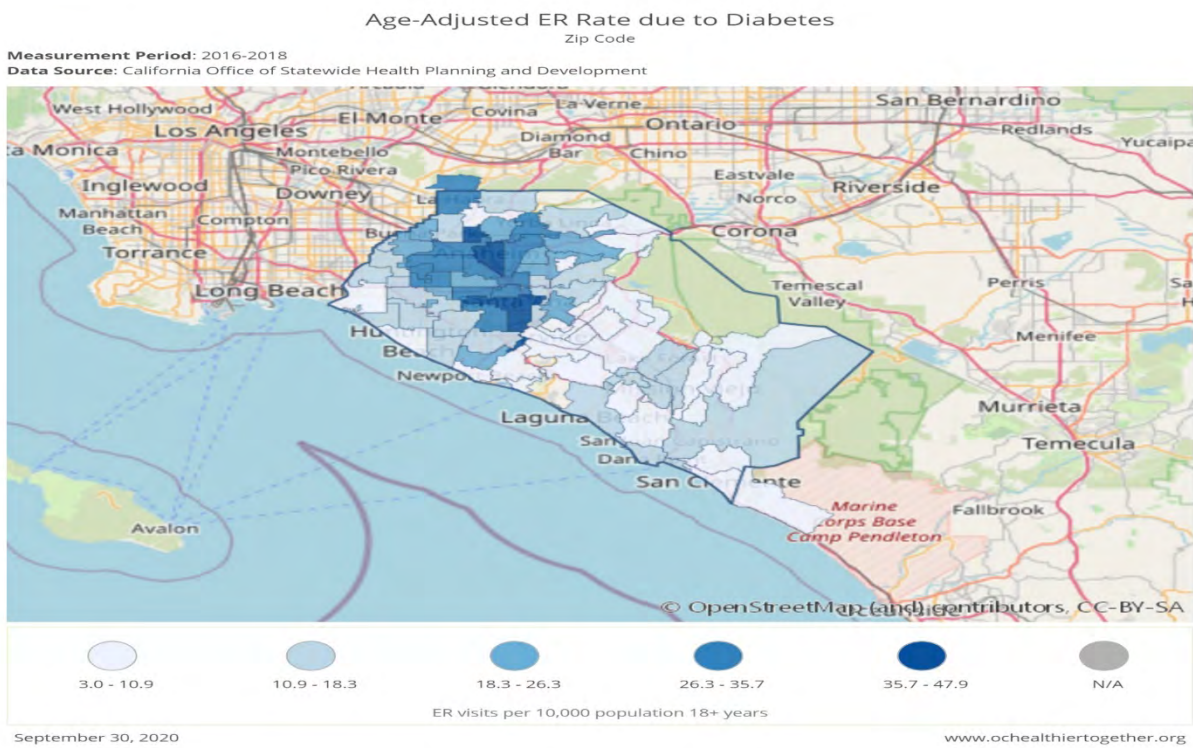 Age-Adjusted ER Rate due to Diabetes
Zip Code
Measurement Period: 2016-2018
Data Source: California Office of Statewide Health Planning and Development
West Hollywood
El Monte
Covina
La Verne
San Bernardino
Los Angeles
Ontario
Redlands
Diamond
Bar
Chino
Montebello
Pico Rivera
Eastvale
Inglewood
Downey
Riverside
Norco
Manhattan
Beach
Compton
Corona
Torrance
Long Beach
Temescal
Valley
Perris
Menifee
Newpor
Laguna
Murrieta
Temecula
San Cl ente
Avalon
Marine
Corps Base
Camp Pendleton
Fallbrook
© OpenStreetMap (and) contributors, CC-BY-SA
3.0 - 10.9
10.9 - 18.3
18.3 - 26.3
26.3 - 35.7
35.7 - 47.9
N/A
ER visits per 10,000 population 18+ years
September 30, 2020
www.ochealthiertogether.org